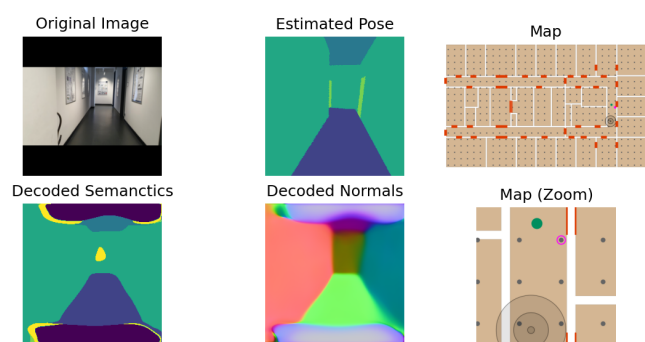 Original Image
Estimated Pose
Map
Decoded Semanctics
Decoded Normals
Map (Zoom)